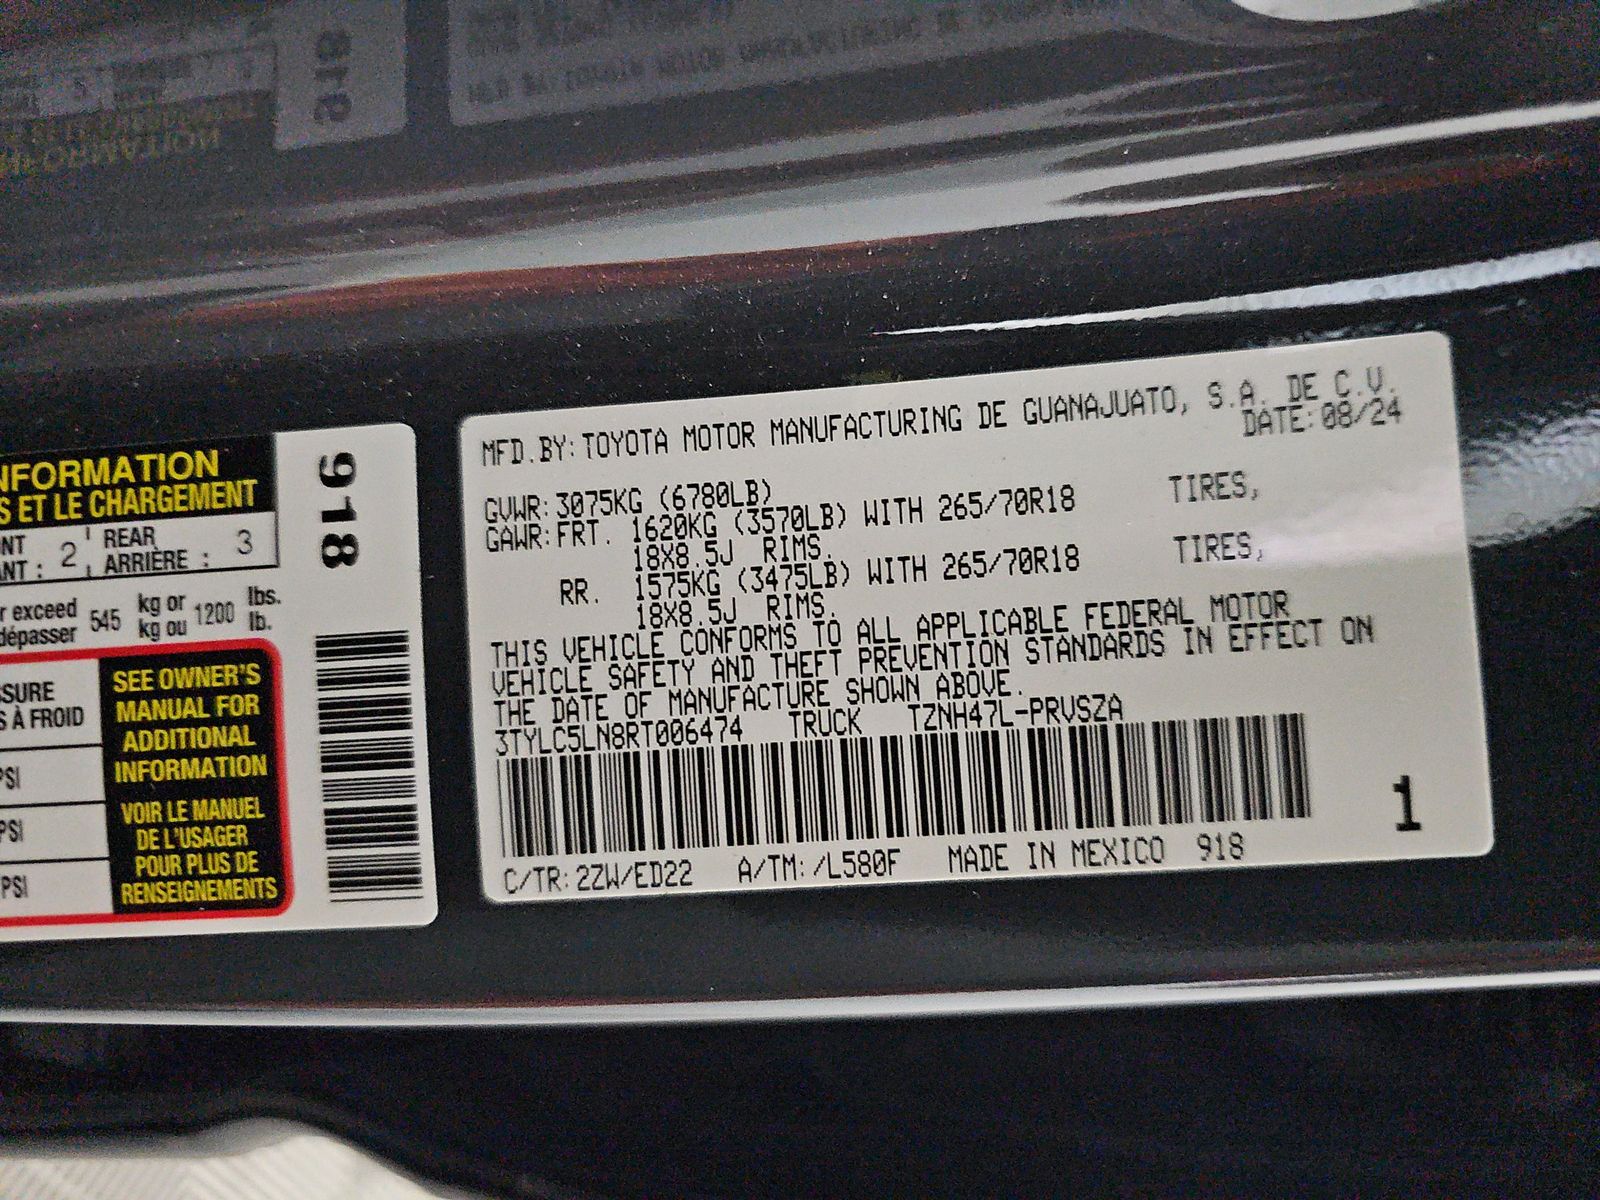 NFORMATION
S ET LE CHARGEMENT
NT
ANT : 2
REAR
ARRIÈRE : 3
r exceed 545 kg or 1200 lbs.
dépasser kg ou lb.
SSURE
S À FROID
PSI
PSI
PSI
SEE OWNER'S
MANUAL FOR
ADDITIONAL
INFORMATION
VOIR LE MANUEL
DE L'USAGER
POUR PLUS DE
RENSEIGNEMENTS
918
MFD.BY:TOYOTA MOTOR MANUFACTURING DE GUANAJUATO, S.A. DE C.V.
DATE:08/24
GVWR:3075KG (6780LB)
GAWR:FRT. 1620KG (3570LB) WITH 265/70R18 TIRES,
18X8.5J RIMS.
RR. 1575KG (3475LB) WITH 265/70R18 TIRES,
18X8.5J RIMS.
THIS VEHICLE CONFORMS TO ALL APPLICABLE FEDERAL MOTOR
VEHICLE SAFETY AND THEFT PREVENTION STANDARDS IN EFFECT ON
THE DATE OF MANUFACTURE SHOWN ABOVE.
3TYLC5LN8RT006474 TRUCK TZNH47L-PRVSZA
1
C/TR:2ZW/ED22 A/TM:/L580F MADE IN MEXICO 918